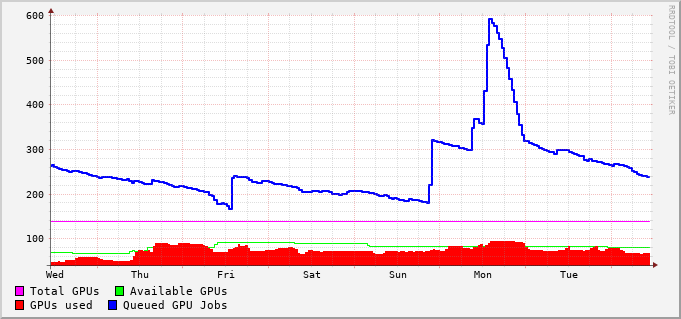 600
500
400
300
200
100
Wed Thu Fri Sat Sun Mon Tue
Total GPUs Available GPUs
GPUs used Queued GPU Jobs
RRDTOOL / TOBI OETIKER